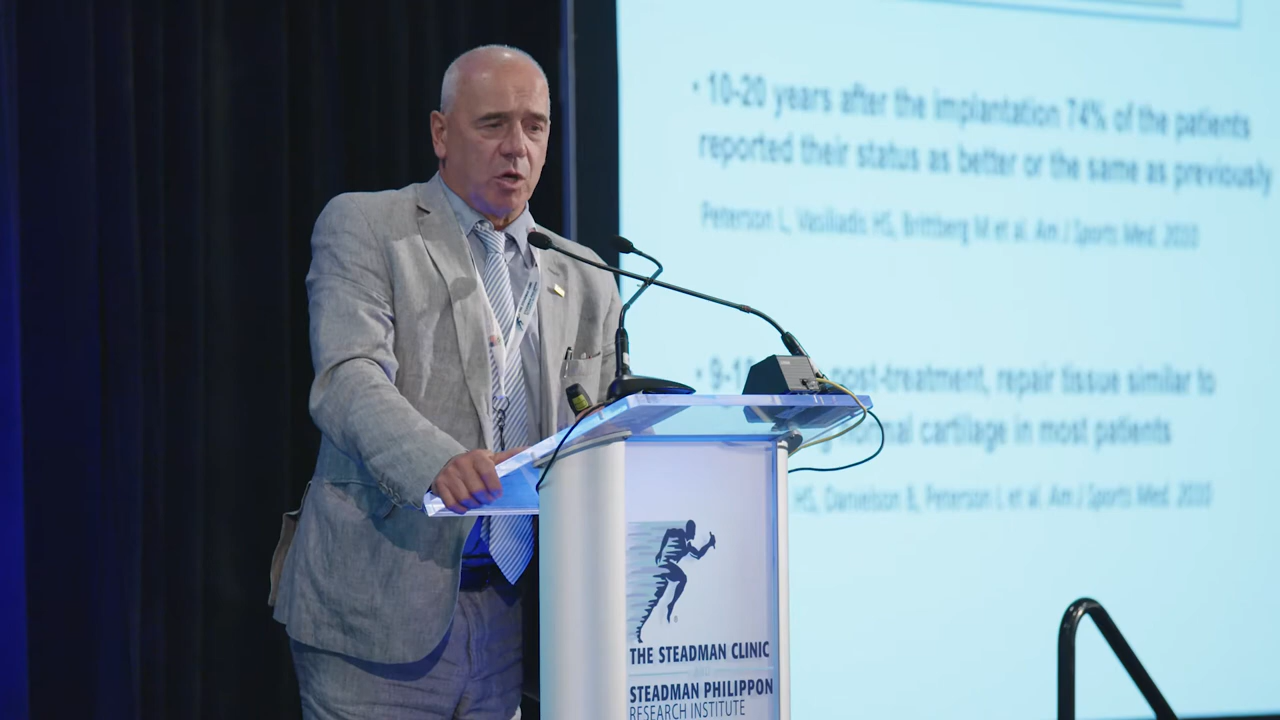 • 10-20 years after the implantation 74% of the patients
reported their status as better or the same as previously
Peterson L, Vasiliadis HS, Brittberg M et al. Am J Sports Med. 2010
• 9-1
post-treatment, repair tissue similar to
cartilage in most patients
HS, Danielson B, Peterson L et al. Am J Sports Med. 2010
®
THE STEADMAN CLINIC
STEADMAN PHILIPPON
RESEARCH INSTITUTE